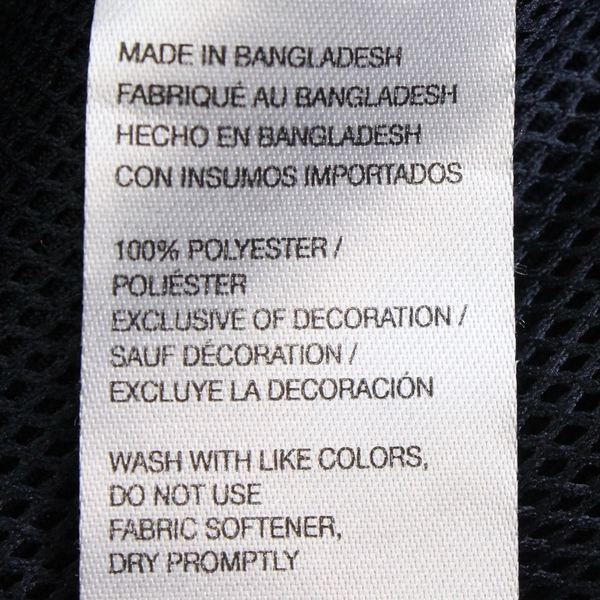 MADE IN BANGLADESH
FABRIQUÉ AU BANGLADESH
HECHO EN BANGLADESH
CON INSUMOS IMPORTADOS
100% POLYESTER /
POLIÉSTER
EXCLUSIVE OF DECORATION /
SAUF DÉCORATION /
EXCLUYE LA DECORACIÓN
WASH WITH LIKE COLORS,
DO NOT USE
FABRIC SOFTENER,
DRY PROMPTLY